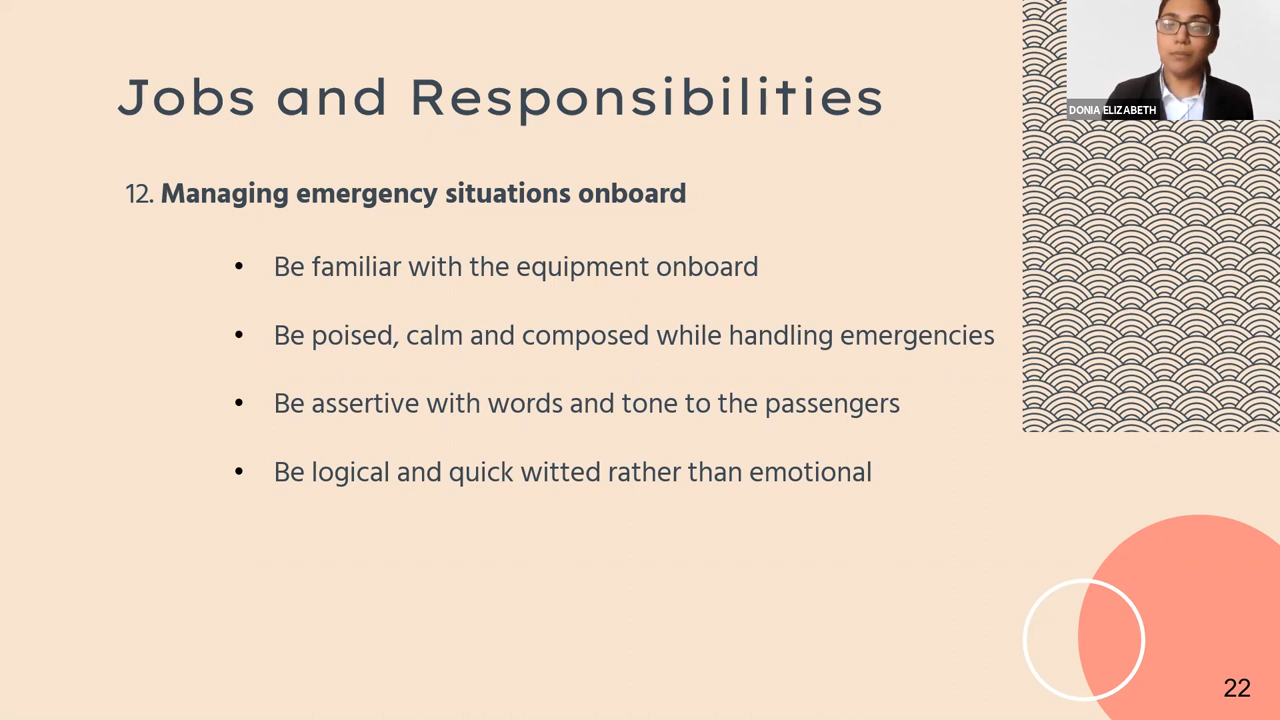 Jobs and Responsibilities
DONIA ELIZABETH
12. Managing emergency situations onboard
• Be familiar with the equipment onboard
• Be poised, calm and composed while handling emergencies
• Be assertive with words and tone to the passengers
• Be logical and quick witted rather than emotional
22